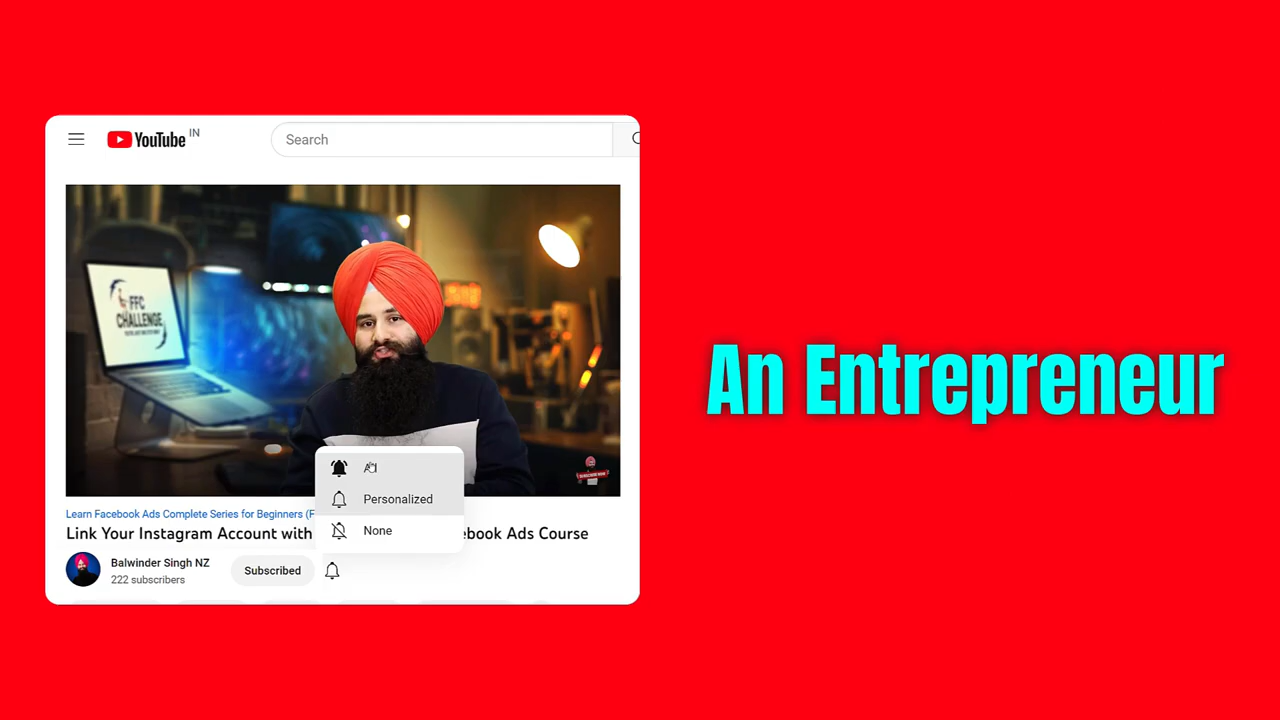 YouTube IN
Search
FFC
CHALLENGE
All
Personalized
None
Learn Facebook Ads Complete Series for Beginners (F
Link Your Instagram Account with
ebook Ads Course
Balwinder Singh NZ
222 subscribers
Subscribed
An Entrepreneur